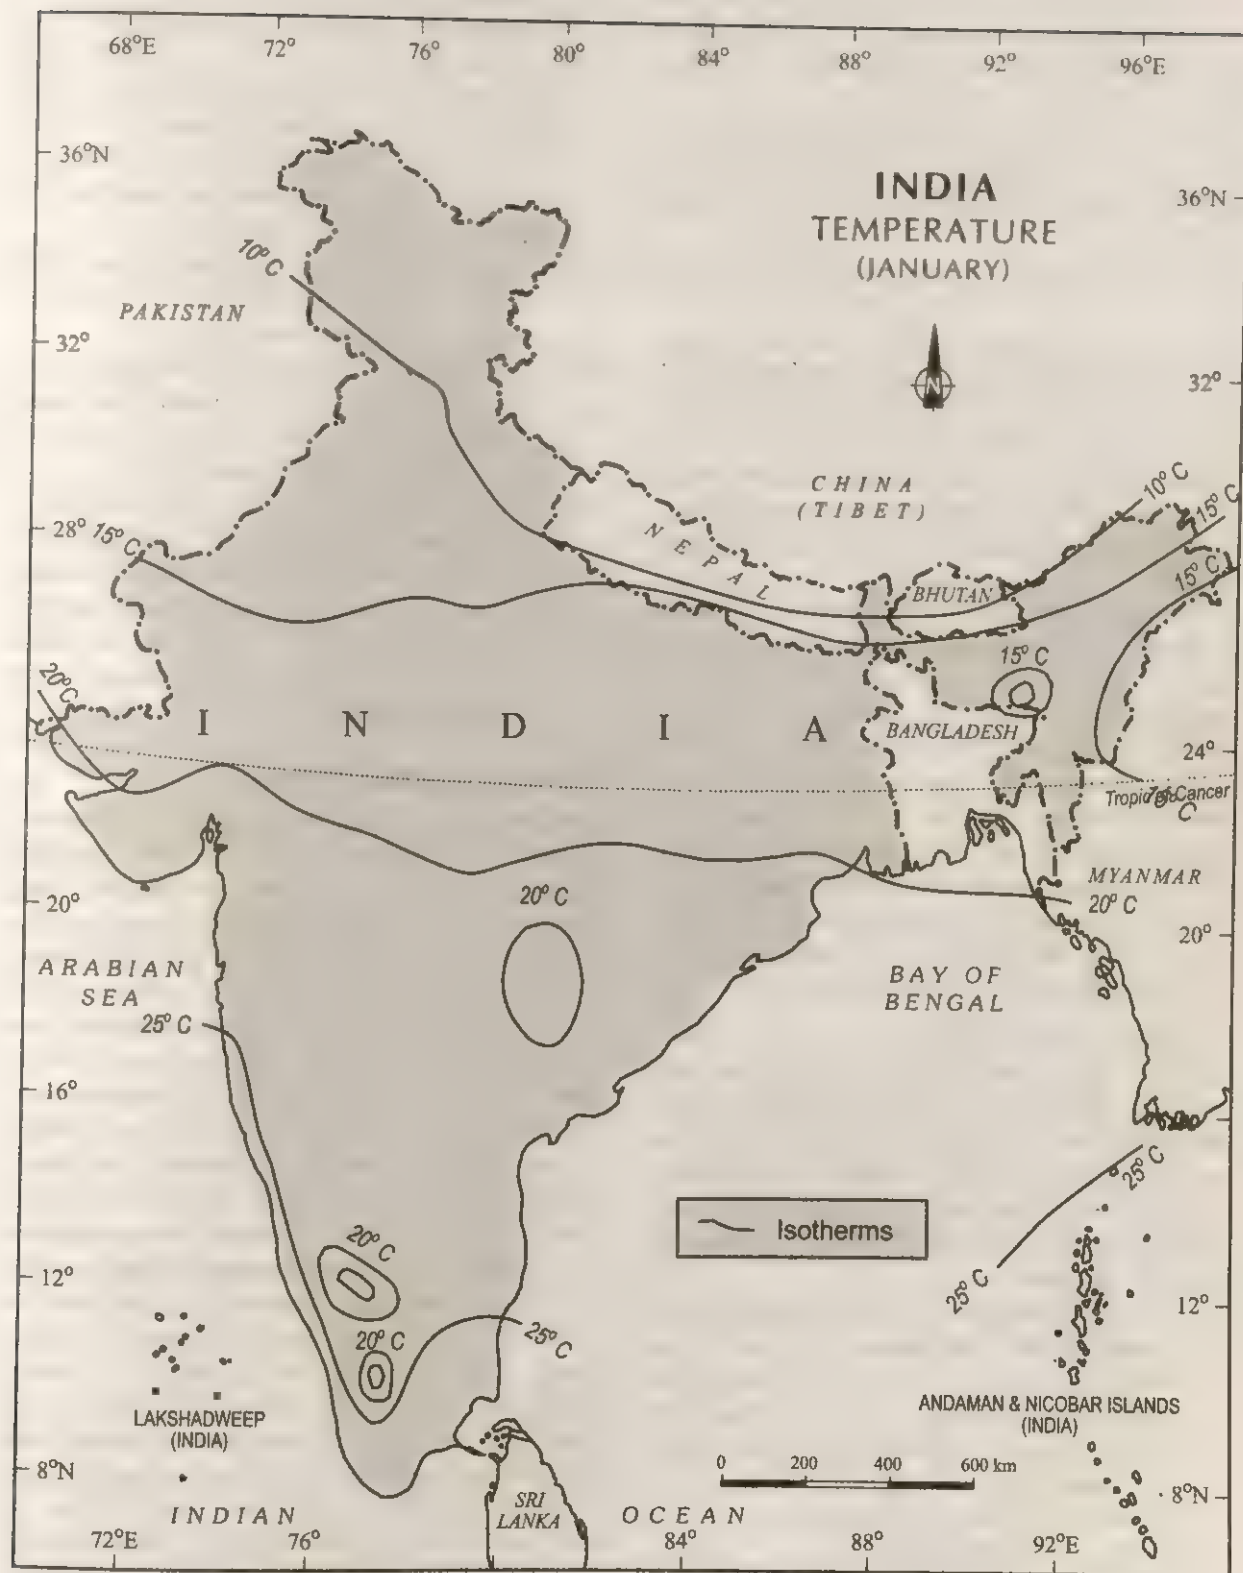 68°E
72°
76°
80°
84°
88°
92°
96°E
36°N
INDIA
36°N
TEMPERATURE
(JANUARY)
10° C
PAKISTAN
32°
N
32°
CHINA
(TIBET)
10° C
15° C
28°
15° C
NEPAL
15° C
BHUTAN
15° C
20° C
INDIA
BANGLADESH
24°
Tropic of Cancer
15° C
MYANMAR
20° C
20° C
20°
20°
ARABIAN
SEA
BAY OF
BENGAL
25° C
16°
25° C
Isotherms
20° C
12°
25° C
12°
20° C
25° C
LAKSHADWEEP
(INDIA)
ANDAMAN & NICOBAR ISLANDS
(INDIA)
0 200 400 600 km
8°N
8°N
INDIAN
SRI
LANKA
OCEAN
72°E
76°
84°
88°
92°E